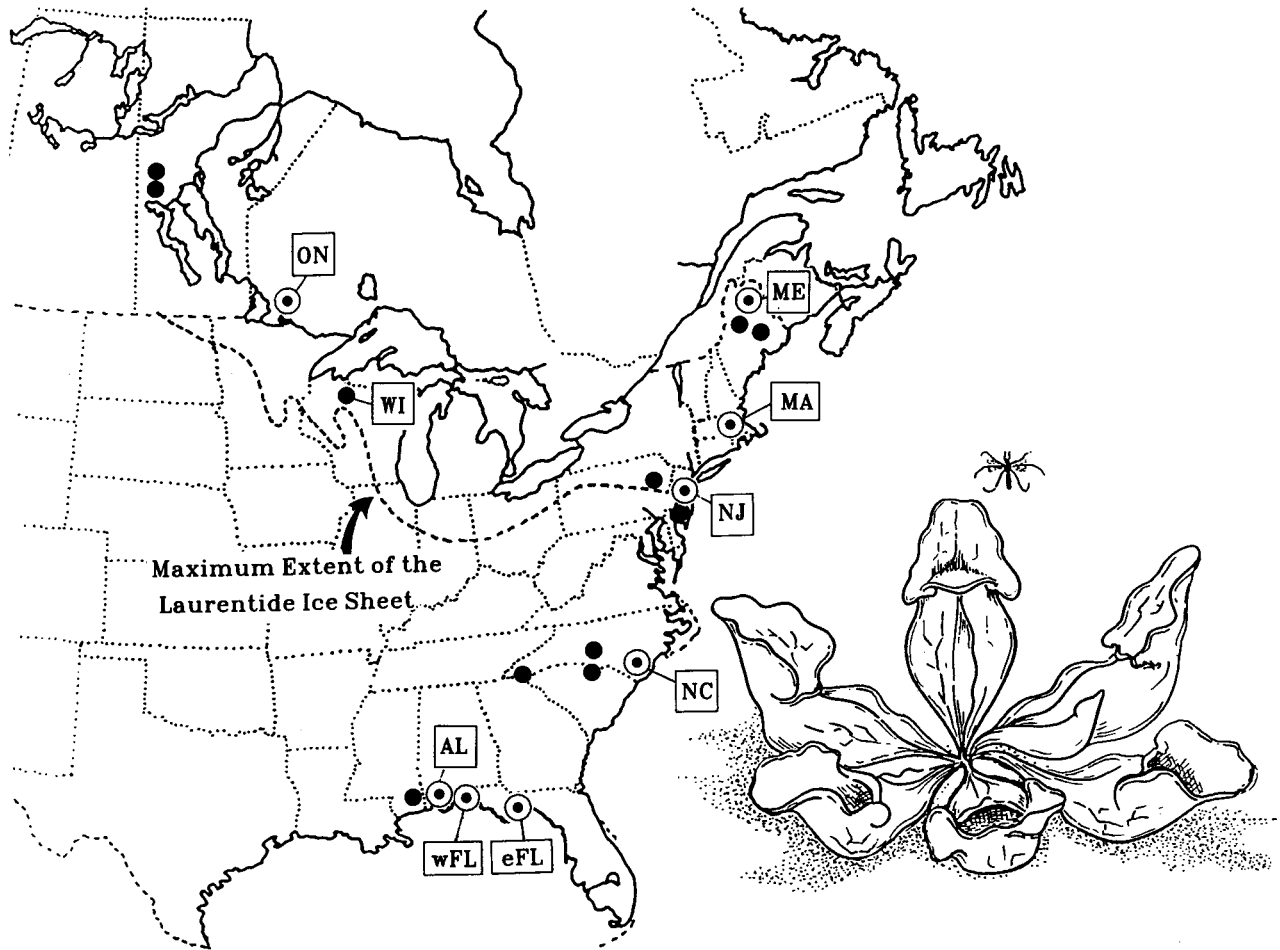 ON
ME
WI
MA
NJ
Maximum Extent of the
Laurentide Ice Sheet
NC
AL
wFL
eFL